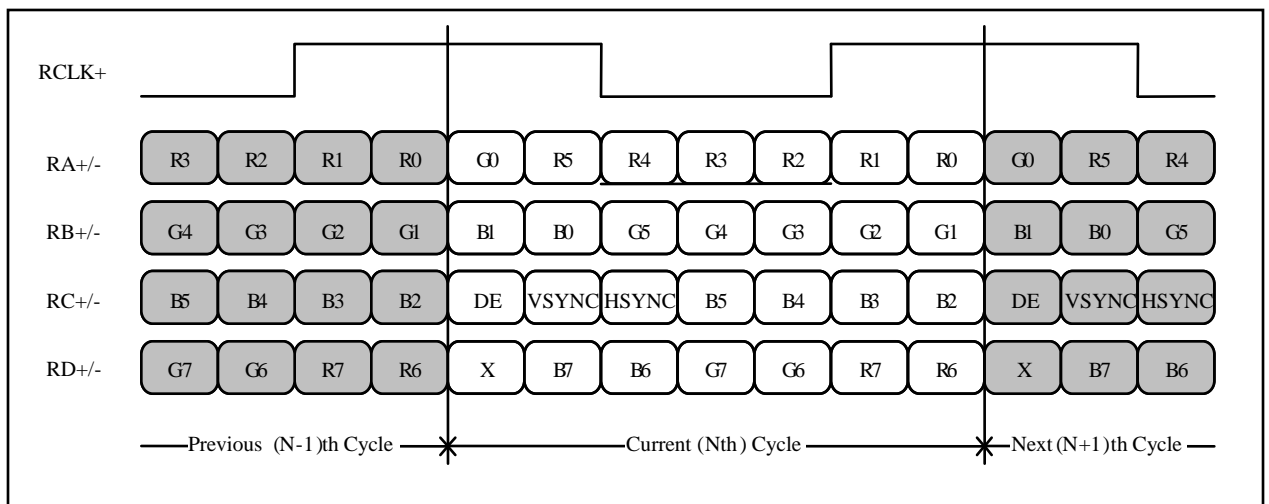 RCLK+
RA+/- R3 R2 R1 R0 G0 R5 R4 R3 R2 R1 R0 G0 R5 R4
RB+/- G4 G3 G2 G1 B1 B0 G5 G4 G3 G2 G1 B1 B0 G5
RC+/- B5 B4 B3 B2 DE VSYNC HSYNC B5 B4 B3 B2 DE VSYNC HSYNC
RD+/- G7 G6 R7 R6 X B7 B6 G7 G6 R7 R6 X B7 B6
Previous (N-1)th Cycle Current (Nth) Cycle Next (N+1)th Cycle